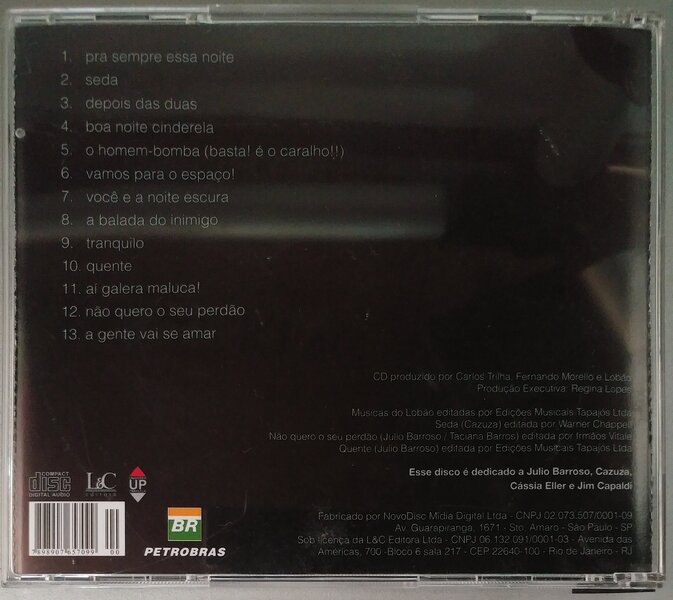 1. pra sempre essa noite
2. seda
3. depois das duas
4. boa noite cinderela
5. o homem-bomba (basta! é o caralho!!)
6. vamos para o espaço!
7. você e a noite escura
8. a balada do inimigo
9. tranquilo
10. quente
11. aí galera maluca!
12. não quero o seu perdão
13. a gente vai se amar
CD produzido por Carlos Trilha, Fernando Morello e Lobão
Produção Executiva: Regina Lopes
Músicas do Lobão editadas por Edições Musicais Tapajós Ltda
Seda (Cazuza) editada por Warner Chappell
Não quero o seu perdão (Julio Barroso / Taciana Barros) editada por Irmãos Vitale
Quente (Julio Barroso) editada por Edições Musicais Tapajós Ltda
Esse disco é dedicado a Julio Barroso, Cazuza,
Cássia Eller e Jim Capaldi
COMPACT
disc
DIGITAL AUDIO
L&C
editora
UP
BR
PETROBRAS
Fabricado por NovoDisc Mídia Digital Ltda - CNPJ 02.073.507/0001-09
Av. Guarapiranga, 1671 - Sto. Amaro - São Paulo - SP
Sob licença da L&C Editora Ltda - CNPJ 06.132.091/0001-03 - Avenida das
Américas, 700 -Bloco 6 sala 217 - CEP 22640-100 - Rio de Janeiro - RJ
7 898907 657099 00